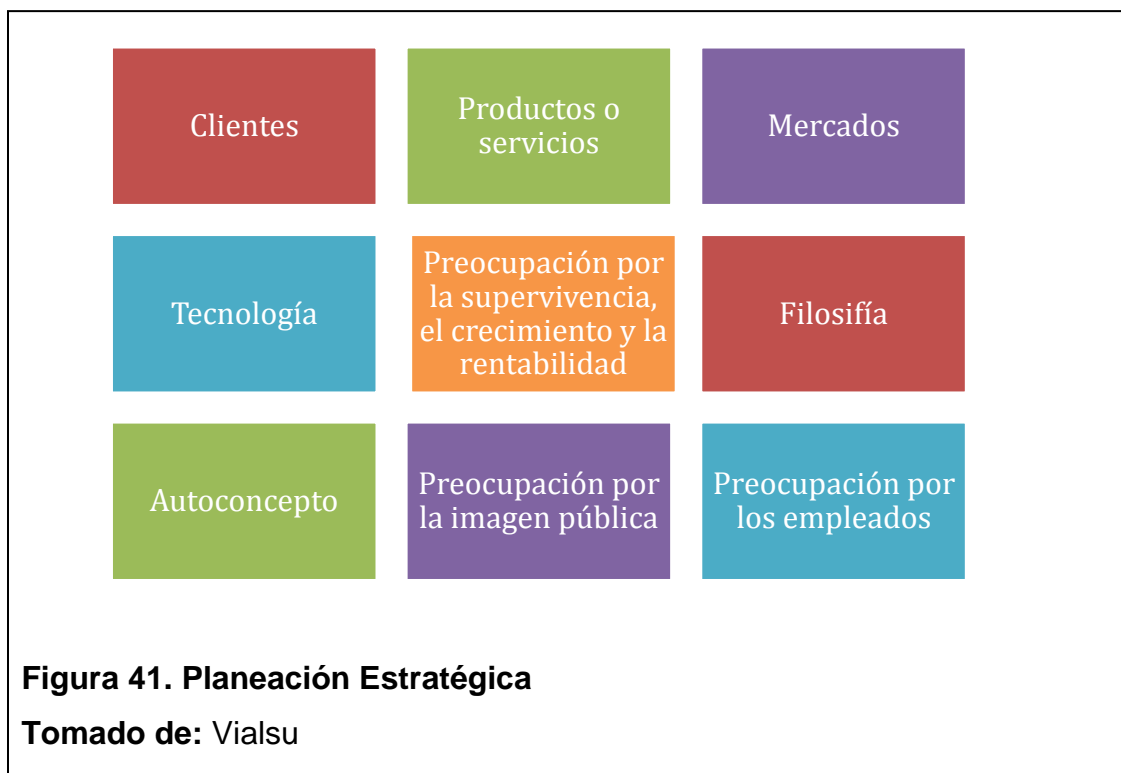 Clientes
Productos o
servicios
Mercados
Tecnología
Preocupación por
la supervivencia,
el crecimiento y la
rentabilidad
Filosifía
Autoconcepto
Preocupación por
la imagen pública
Preocupación por
los empleados
Figura 41. Planeación Estratégica
Tomado de: Vialsu